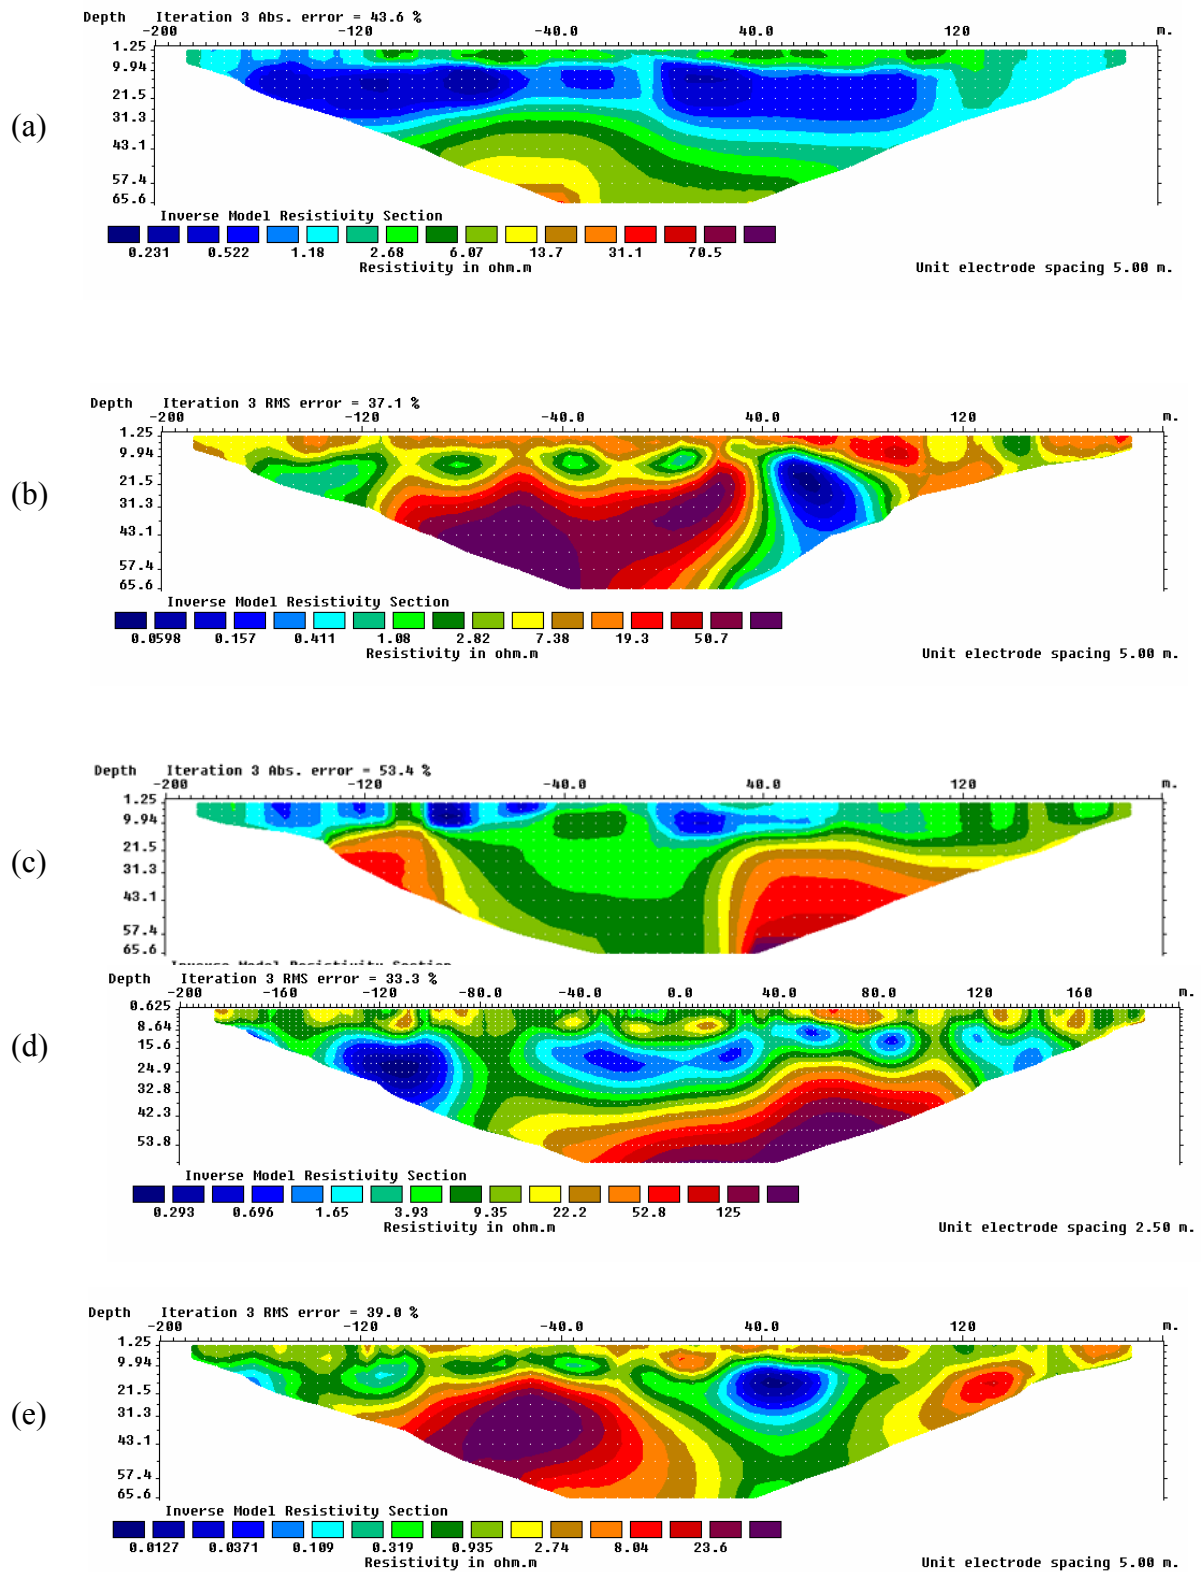 Depth Iteration 3 Abs. error = 43.6 %
-200 -120 -40.0 40.0 120 m.
1.25
9.94
21.5
(a)
31.3
43.1
57.4
65.6
Inverse Model Resistivity Section
0.231 0.522 1.18 2.68 6.07 13.7 31.1 70.5
Resistivity in ohm.m Unit electrode spacing 5.00 m.
Depth Iteration 3 RMS error = 37.1 %
-200 -120 -40.0 40.0 120 m.
1.25
9.94
21.5
(b)
31.3
43.1
57.4
65.6
Inverse Model Resistivity Section
0.0598 0.157 0.411 1.08 2.82 7.38 19.3 50.7
Resistivity in ohm.m Unit electrode spacing 5.00 m.
Depth Iteration 3 Abs. error = 53.4 %
-200 -120 -40.0 40.0 120 m.
1.25
9.94
21.5
(c)
31.3
43.1
57.4
65.6
Inverse Model Resistivity Section
Depth Iteration 3 RMS error = 33.3 %
-200 -160 -120 -80.0 -40.0 0.0 40.0 80.0 120 160 m.
0.625
8.64
15.6
(d)
24.9
32.8
42.3
53.8
Inverse Model Resistivity Section
0.293 0.696 1.65 3.93 9.35 22.2 52.8 125
Resistivity in ohm.m Unit electrode spacing 2.50 m.
Depth Iteration 3 RMS error = 39.0 %
-200 -120 -40.0 40.0 120 m.
1.25
9.94
21.5
(e)
31.3
43.1
57.4
65.6
Inverse Model Resistivity Section
0.0127 0.0371 0.109 0.319 0.935 2.74 8.04 23.6
Resistivity in ohm.m Unit electrode spacing 5.00 m.